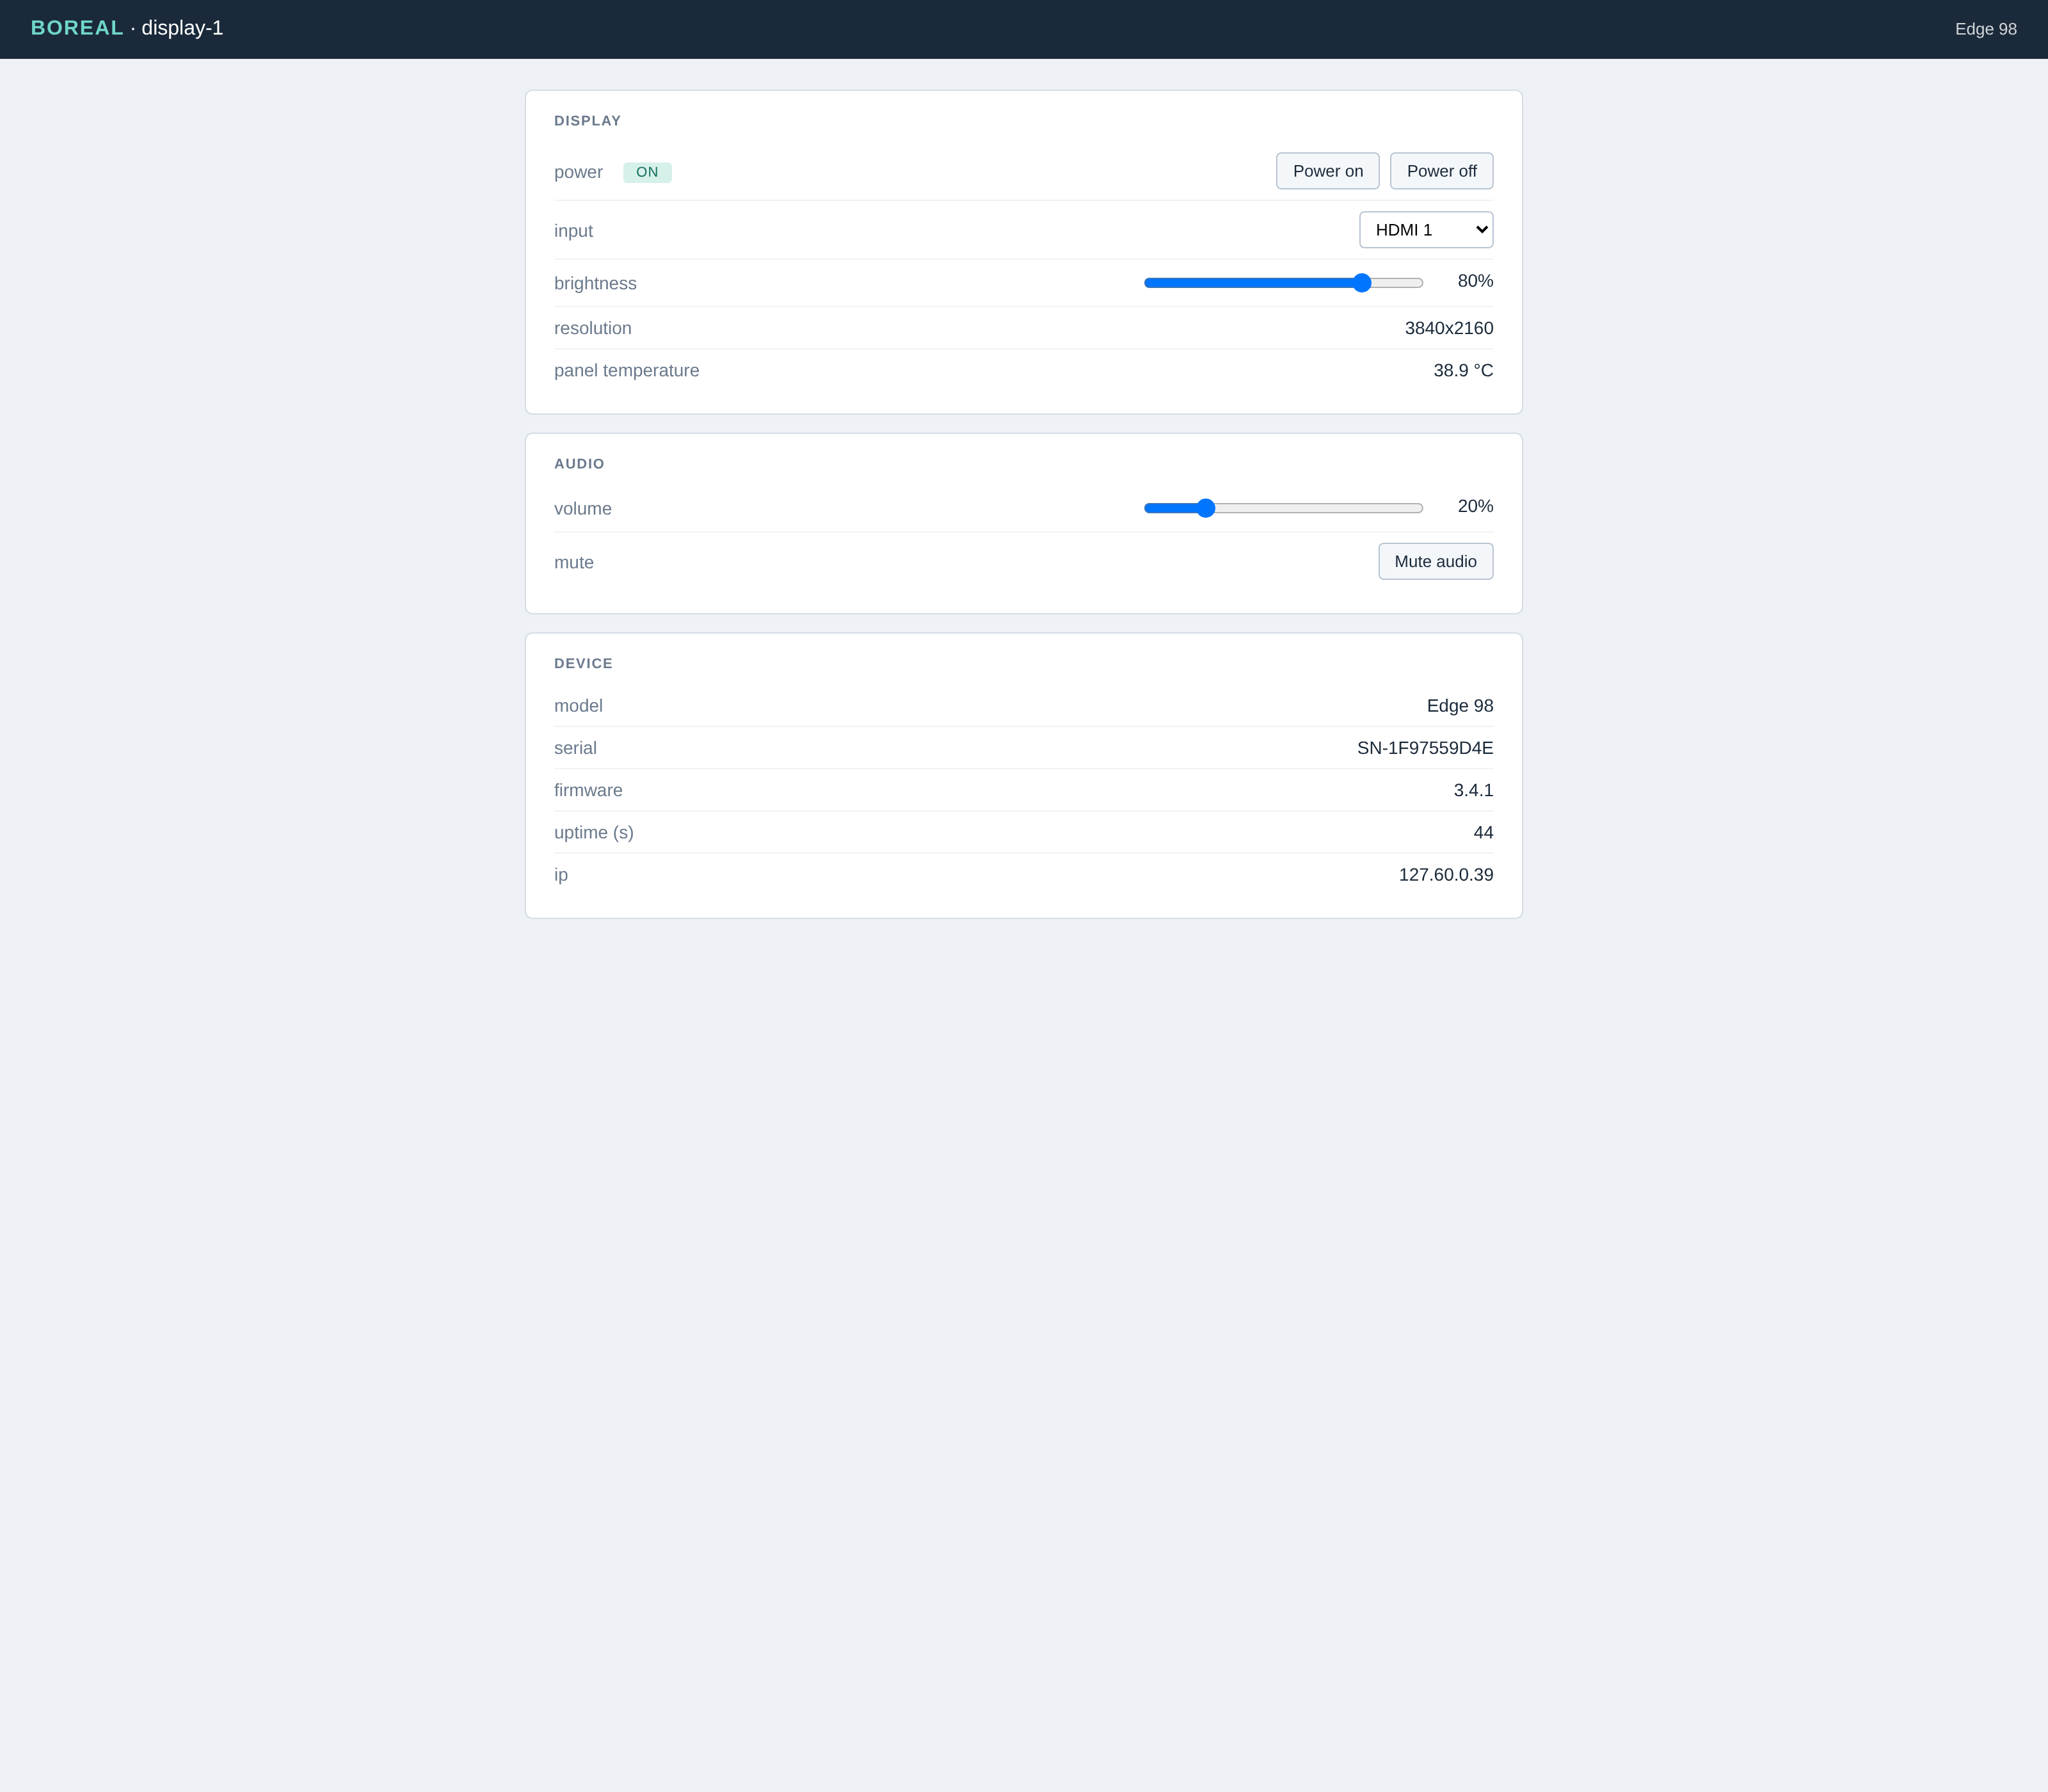 BOREAL · display-1 Edge 98
DISPLAY
power ON Power on Power off
input HDMI 1
brightness 80%
resolution 3840x2160
panel temperature 38.9 °C
AUDIO
volume 20%
mute Mute audio
DEVICE
model Edge 98
serial SN-1F97559D4E
firmware 3.4.1
uptime (s) 44
ip 127.60.0.39